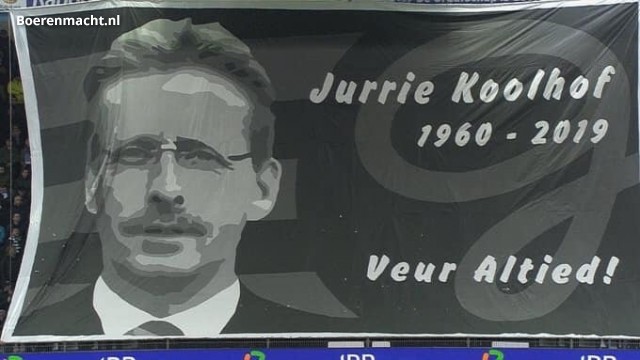 Boerenmacht.nl
Jurrie Koolhof
1960 - 2019
Veur Altied!